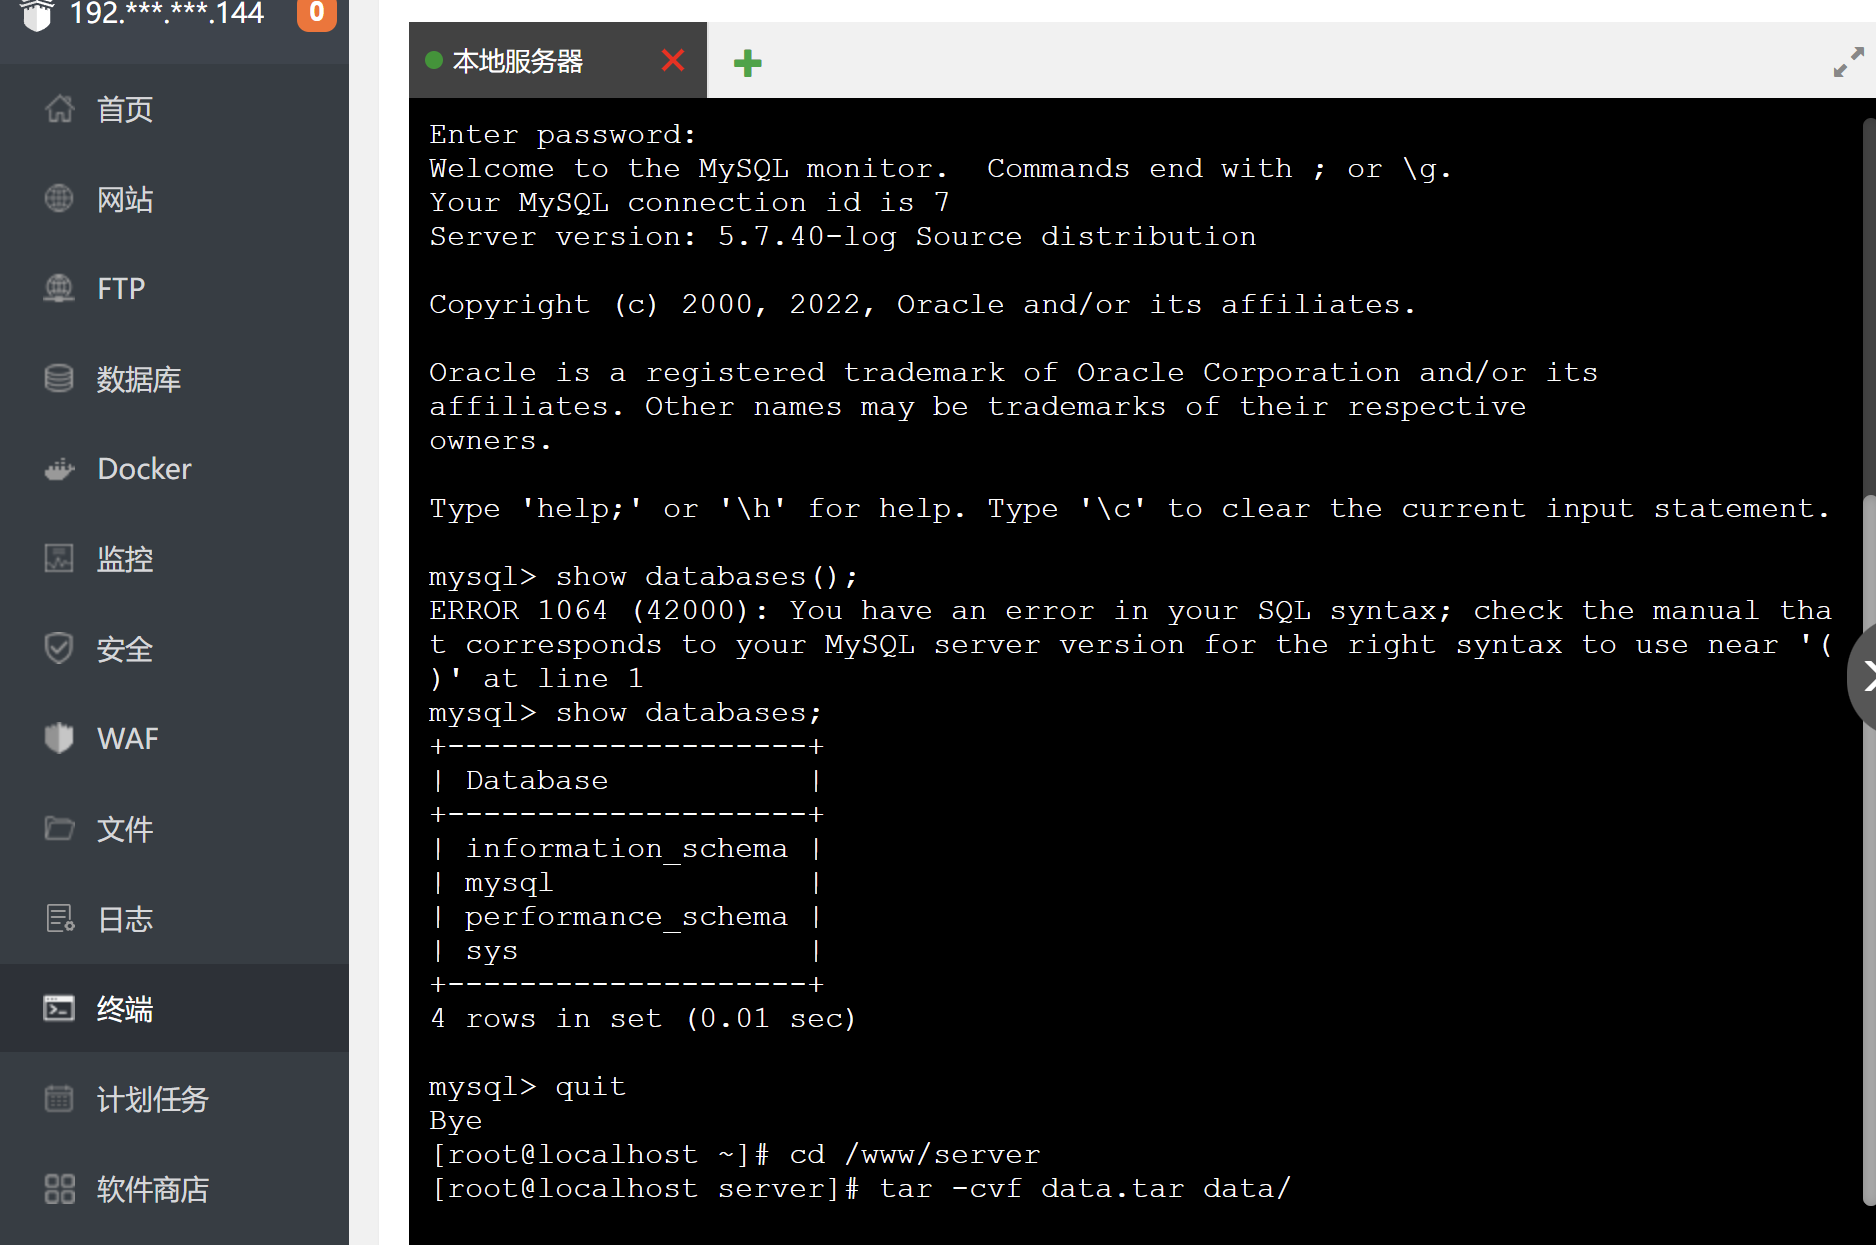 192.***.***.144
0
首页
网站
FTP
数据库
Docker
监控
安全
WAF
文件
日志
终端
计划任务
软件商店
本地服务器
Enter password:
Welcome to the MySQL monitor.  Commands end with ; or \g.
Your MySQL connection id is 7
Server version: 5.7.40-log Source distribution
Copyright (c) 2000, 2022, Oracle and/or its affiliates.
Oracle is a registered trademark of Oracle Corporation and/or its
affiliates. Other names may be trademarks of their respective
owners.
Type 'help;' or '\h' for help. Type '\c' to clear the current input statement.
mysql> show databases();
ERROR 1064 (42000): You have an error in your SQL syntax; check the manual tha
t corresponds to your MySQL server version for the right syntax to use near '(
)' at line 1
mysql> show databases;
+--------------------+
| Database           |
+--------------------+
| information_schema |
| mysql              |
| performance_schema |
| sys                |
+--------------------+
4 rows in set (0.01 sec)
mysql> quit
Bye
[root@localhost ~]# cd /www/server
[root@localhost server]# tar -cvf data.tar data/